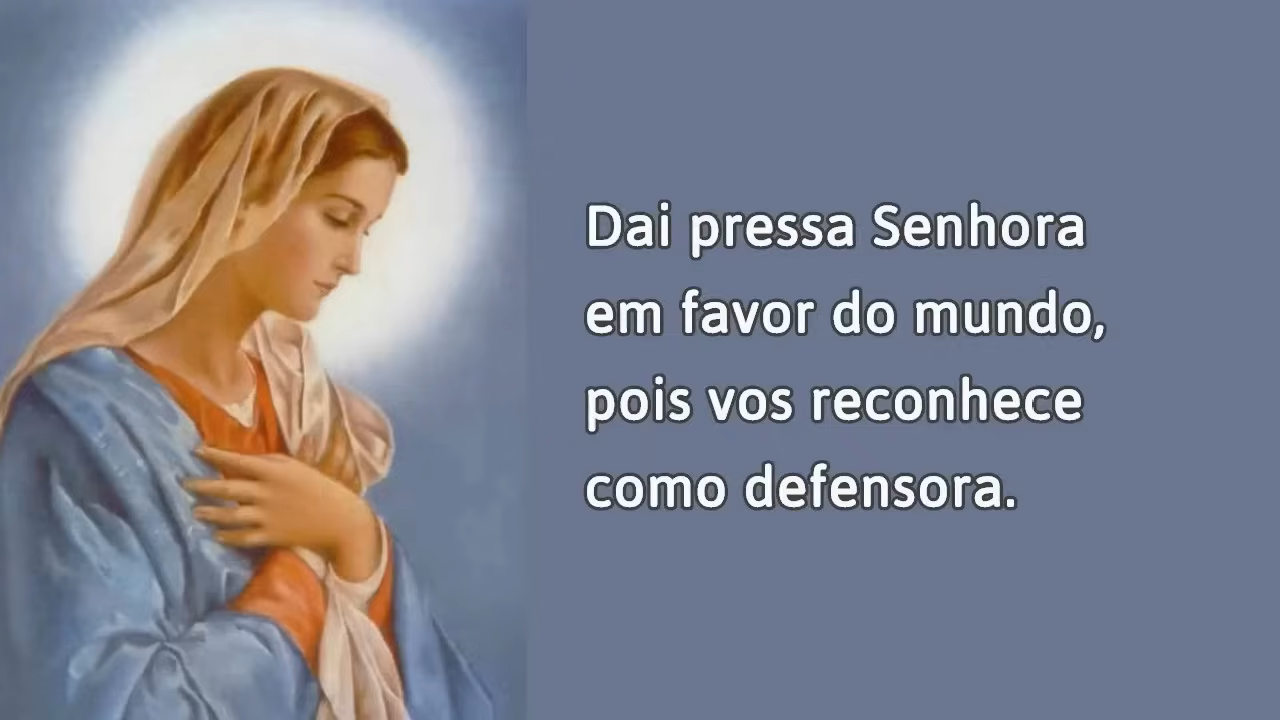 Dai pressa Senhora
em favor do mundo,
pois vos reconhece
como defensora.